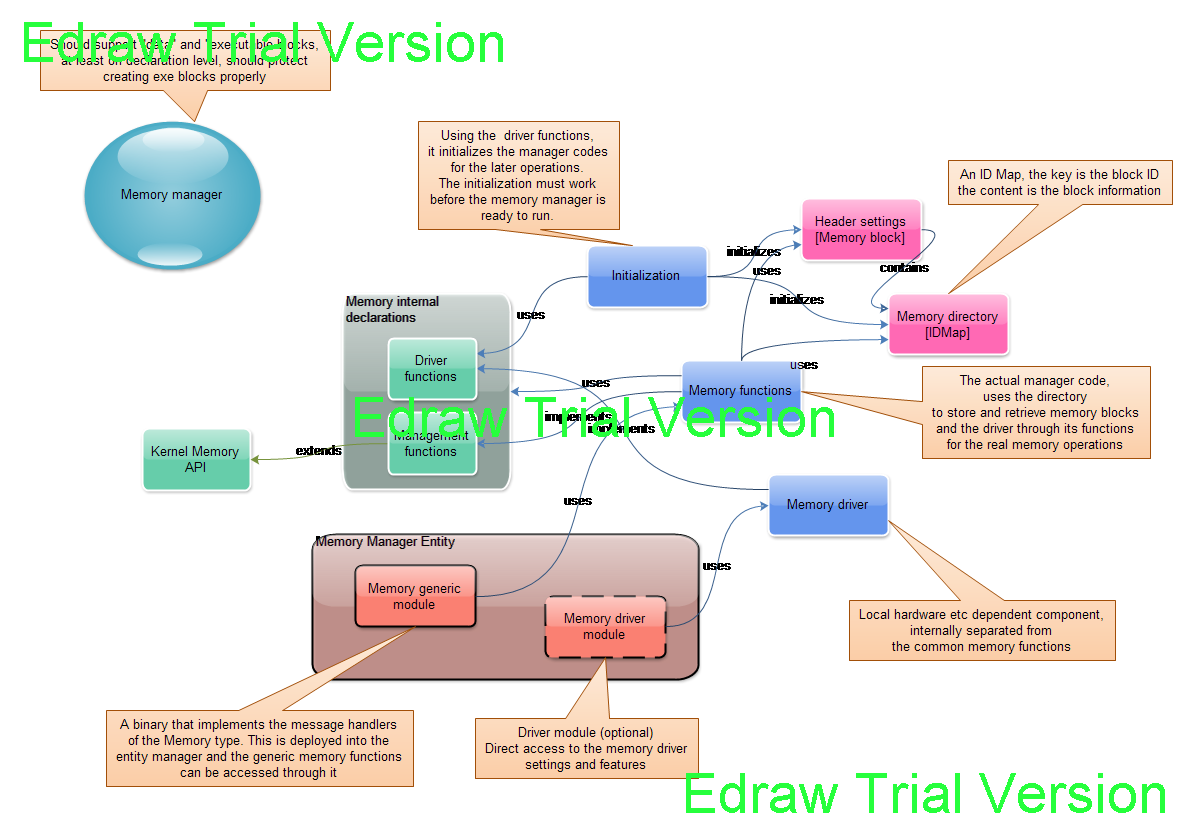 Edraw Trial Version
Should support "data" and "executable blocks,
at least on declaration level, should protect
creating exe blocks properly
Memory manager
Using the driver functions,
it initializes the manager codes
for the later operations.
The initialization must work
before the memory manager is
ready to run.
An ID Map, the key is the block ID
the content is the block information
Header settings
[Memory block]
initializes
uses
contains
Initialization
initializes
Memory internal
declarations
uses
Memory directory
[IDMap]
Driver
functions
uses
uses
Memory functions
The actual manager code,
uses the directory
to store and retrieve memory blocks
and the driver through its functions
for the real memory operations
Edraw Trial Version
implements
implements
Management
functions
Kernel Memory
API
extends
uses
Memory driver
Memory Manager Entity
uses
Memory generic
module
Memory driver
module
Local hardware etc dependent component,
internally separated from
the common memory functions
A binary that implements the message handlers
of the Memory type. This is deployed into the
entity manager and the generic memory functions
can be accessed through it
Driver module (optional)
Direct access to the memory driver
settings and features
Edraw Trial Version